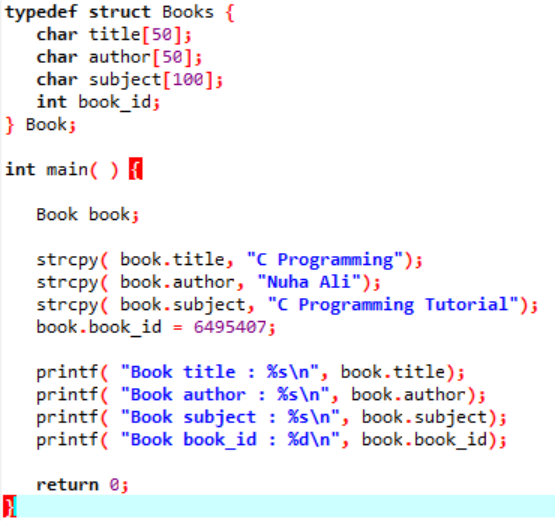 typedef struct Books {
   char title[50];
   char author[50];
   char subject[100];
   int book_id;
} Book;

int main( ) {

   Book book;

   strcpy( book.title, "C Programming");
   strcpy( book.author, "Nuha Ali");
   strcpy( book.subject, "C Programming Tutorial");
   book.book_id = 6495407;

   printf( "Book title : %s\n", book.title);
   printf( "Book author : %s\n", book.author);
   printf( "Book subject : %s\n", book.subject);
   printf( "Book book_id : %d\n", book.book_id);

   return 0;
}